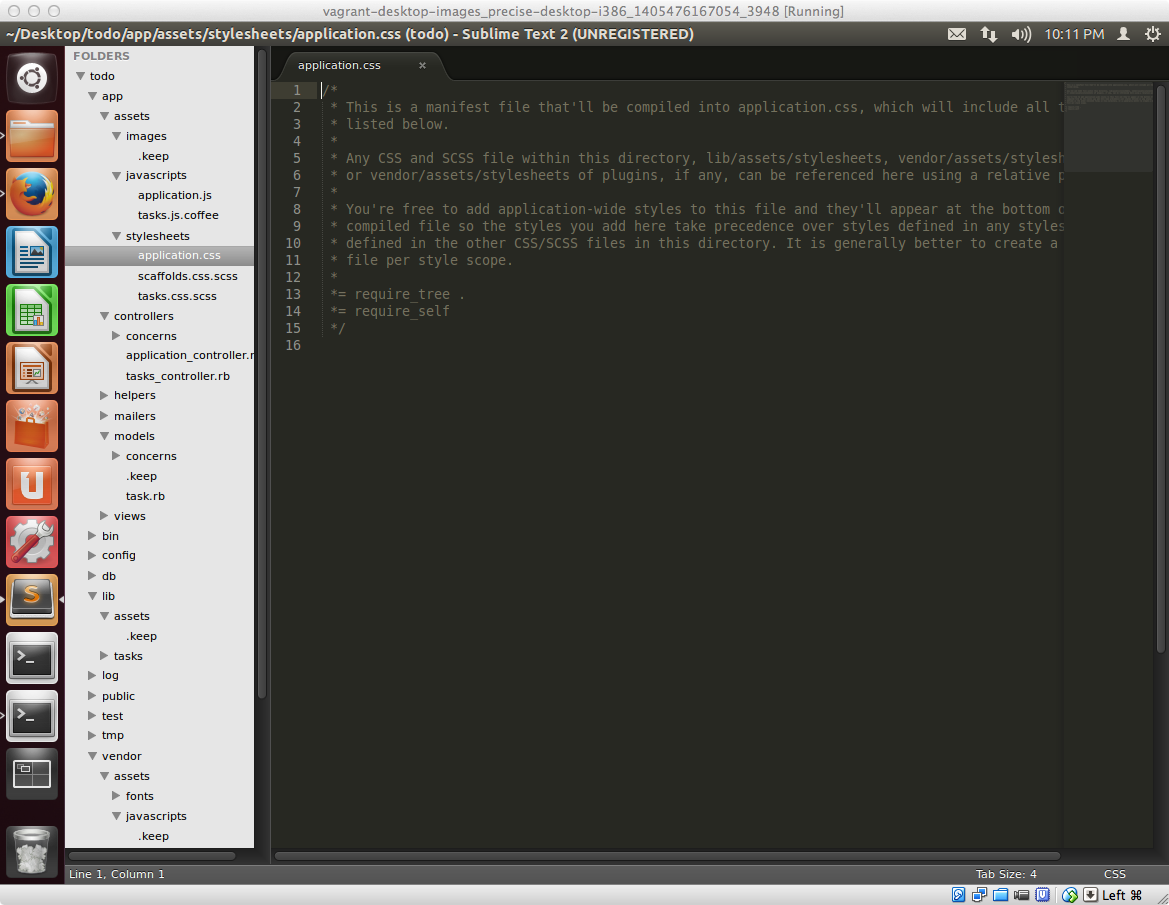 vagrant-desktop-images_precise-desktop-i386_1405476167054_3948 [Running]
~/Desktop/todo/app/assets/stylesheets/application.css (todo) - Sublime Text 2 (UNREGISTERED)
10:11 PM
FOLDERS
todo
app
assets
images
.keep
javascripts
application.js
tasks.js.coffee
stylesheets
application.css
scaffolds.css.scss
tasks.css.scss
controllers
concerns
application_controller.r
tasks_controller.rb
helpers
mailers
models
concerns
.keep
task.rb
views
bin
config
db
lib
assets
.keep
tasks
log
public
test
tmp
vendor
assets
fonts
javascripts
.keep
application.css ×
1 /*
2 * This is a manifest file that'll be compiled into application.css, which will include all t
3 * listed below.
4 *
5 * Any CSS and SCSS file within this directory, lib/assets/stylesheets, vendor/assets/stylesh
6 * or vendor/assets/stylesheets of plugins, if any, can be referenced here using a relative p
7 *
8 * You're free to add application-wide styles to this file and they'll appear at the bottom o
9 * compiled file so the styles you add here take precedence over styles defined in any styles
10 * defined in the other CSS/SCSS files in this directory. It is generally better to create a
11 * file per style scope.
12 *
13 *= require_tree .
14 *= require_self
15 */
16
Line 1, Column 1
Tab Size: 4
CSS
Left ⌘